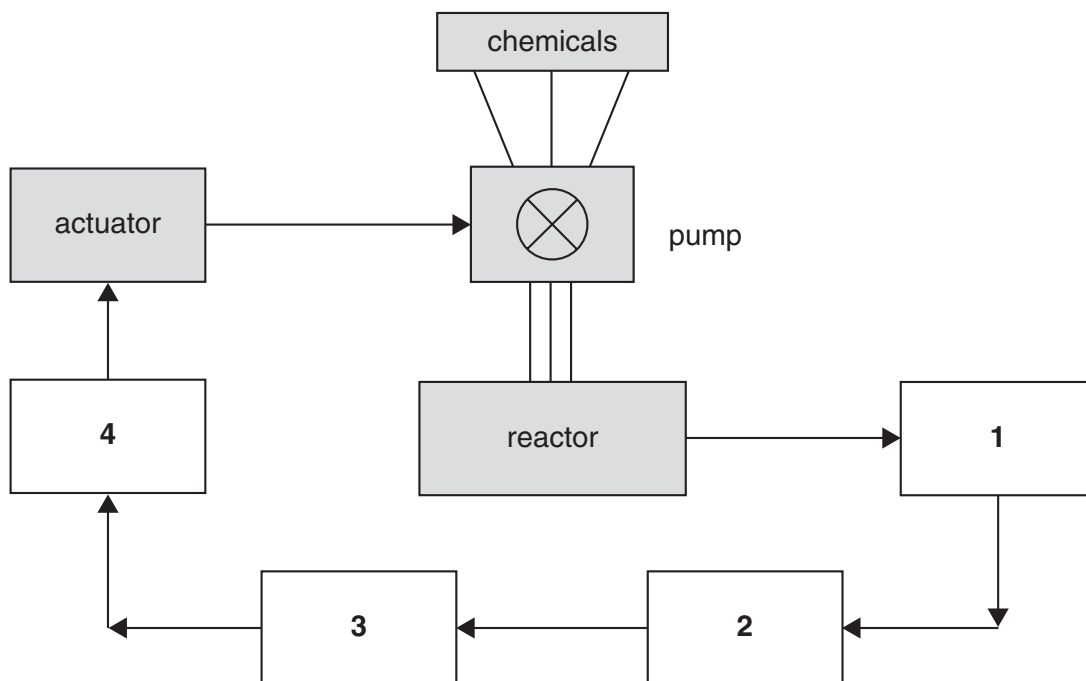 chemicals
actuator
pump
4
reactor
1
3
2